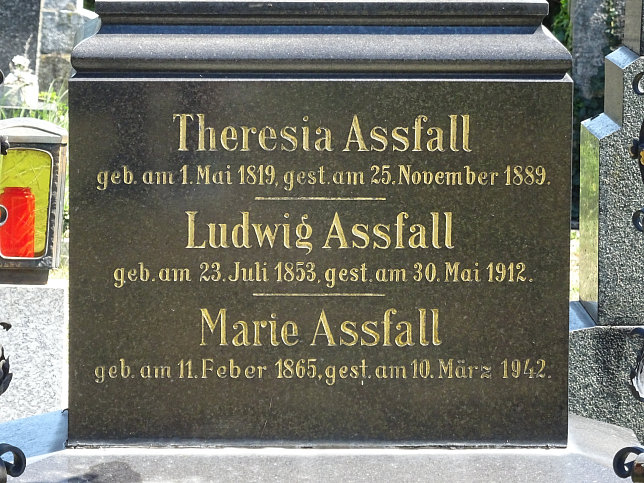 Theresia Assfall
geb. am 1. Mai 1819, gest. am 25. November 1889.
Ludwig Assfall
geb. am 23. Juli 1853, gest. am 30. Mai 1912.
Marie Assfall
geb. am 11. Feber 1865, gest. am 10. März 1942.